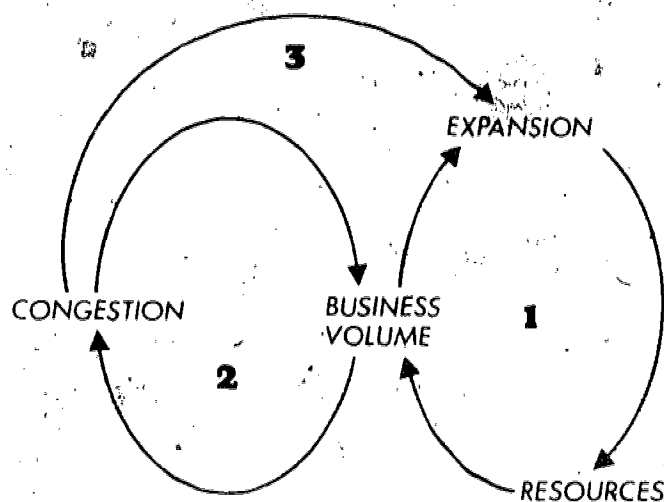 3
EXPANSION
CONGESTION
BUSINESS
VOLUME
1
2
RESOURCES